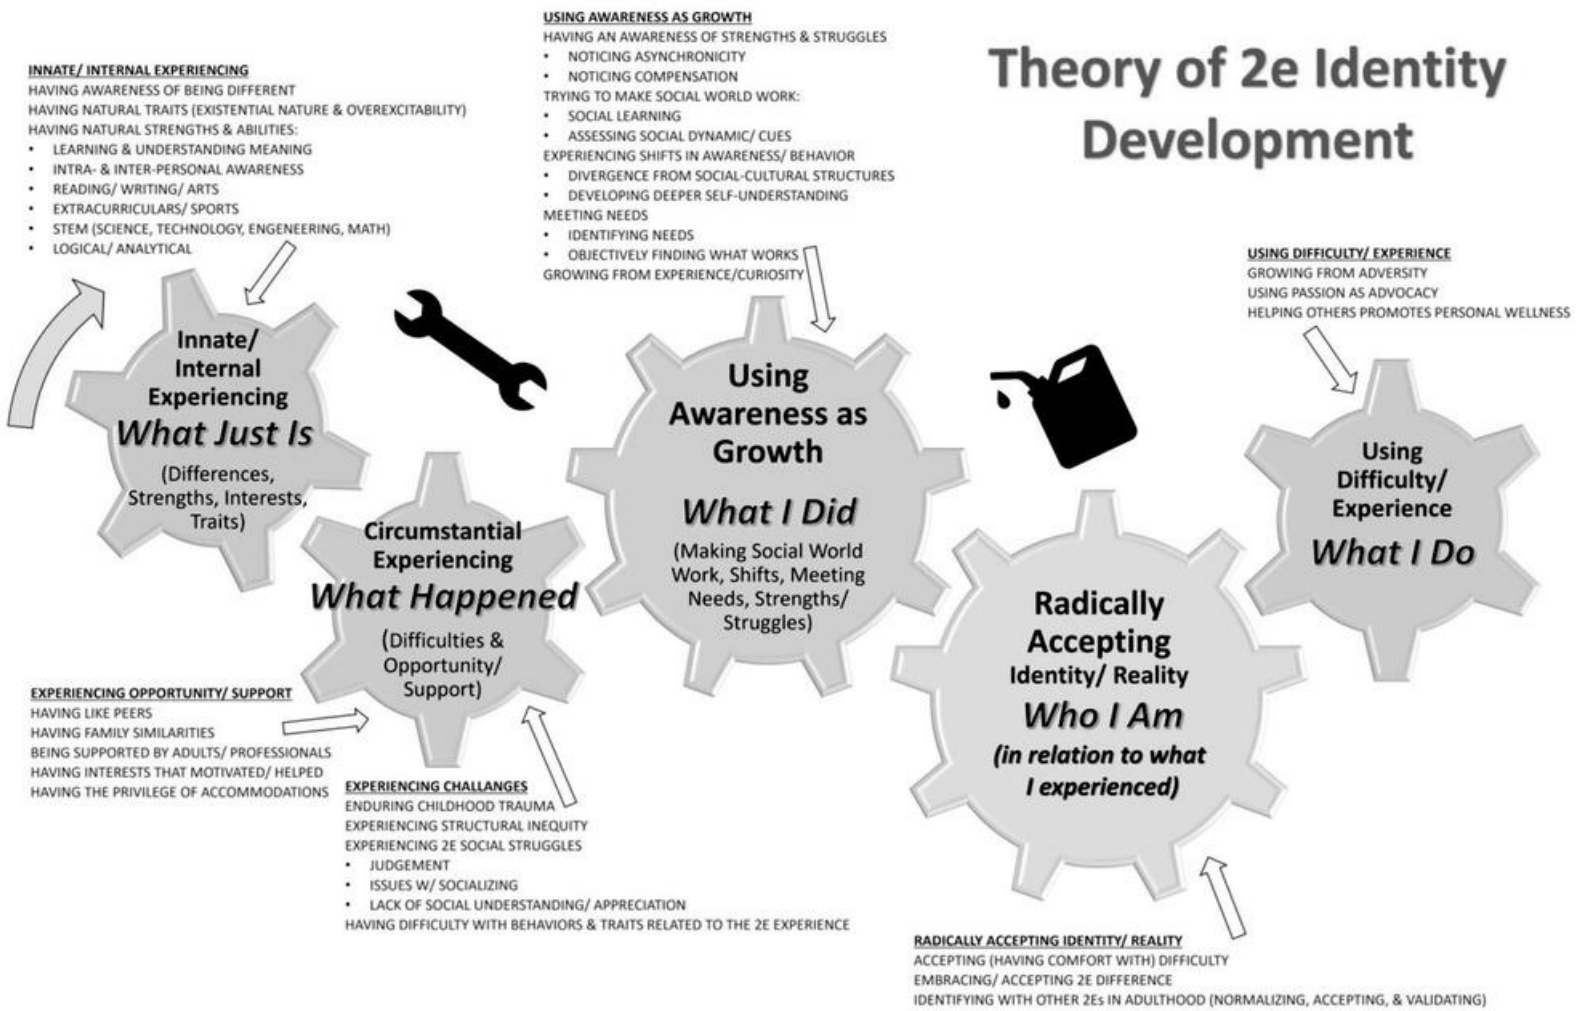 Theory of 2e Identity
Development
INNATE/ INTERNAL EXPERIENCING
HAVING AWARENESS OF BEING DIFFERENT
HAVING NATURAL TRAITS (EXISTENTIAL NATURE & OVEREXCITABILITY)
HAVING NATURAL STRENGTHS & ABILITIES:
• LEARNING & UNDERSTANDING MEANING
• INTRA- & INTER-PERSONAL AWARENESS
• READING/ WRITING/ ARTS
• EXTRACURRICULARS/ SPORTS
• STEM (SCIENCE, TECHNOLOGY, ENGENEERING, MATH)
• LOGICAL/ ANALYTICAL
Innate/
Internal
Experiencing
What Just Is
(Differences,
Strengths, Interests,
Traits)
Circumstantial
Experiencing
What Happened
(Difficulties &
Opportunity/
Support)
EXPERIENCING OPPORTUNITY/ SUPPORT
HAVING LIKE PEERS
HAVING FAMILY SIMILARITIES
BEING SUPPORTED BY ADULTS/ PROFESSIONALS
HAVING INTERESTS THAT MOTIVATED/ HELPED
HAVING THE PRIVILEGE OF ACCOMMODATIONS
EXPERIENCING CHALLANGES
ENDURING CHILDHOOD TRAUMA
EXPERIENCING STRUCTURAL INEQUITY
EXPERIENCING 2E SOCIAL STRUGGLES
• JUDGEMENT
• ISSUES W/ SOCIALIZING
• LACK OF SOCIAL UNDERSTANDING/ APPRECIATION
HAVING DIFFICULTY WITH BEHAVIORS & TRAITS RELATED TO THE 2E EXPERIENCE
USING AWARENESS AS GROWTH
HAVING AN AWARENESS OF STRENGTHS & STRUGGLES
• NOTICING ASYNCHRONICITY
• NOTICING COMPENSATION
TRYING TO MAKE SOCIAL WORLD WORK:
• SOCIAL LEARNING
• ASSESSING SOCIAL DYNAMIC/ CUES
EXPERIENCING SHIFTS IN AWARENESS/ BEHAVIOR
• DIVERGENCE FROM SOCIAL-CULTURAL STRUCTURES
• DEVELOPING DEEPER SELF-UNDERSTANDING
MEETING NEEDS
• IDENTIFYING NEEDS
• OBJECTIVELY FINDING WHAT WORKS
GROWING FROM EXPERIENCE/CURIOSITY
Using
Awareness as
Growth
What I Did
(Making Social World
Work, Shifts, Meeting
Needs, Strengths/
Struggles)
Radically
Accepting
Identity/ Reality
Who I Am
(in relation to what
I experienced)
RADICALLY ACCEPTING IDENTITY/ REALITY
ACCEPTING (HAVING COMFORT WITH) DIFFICULTY
EMBRACING/ ACCEPTING 2E DIFFERENCE
IDENTIFYING WITH OTHER 2Es IN ADULTHOOD (NORMALIZING, ACCEPTING, & VALIDATING)
USING DIFFICULTY/ EXPERIENCE
GROWING FROM ADVERSITY
USING PASSION AS ADVOCACY
HELPING OTHERS PROMOTES PERSONAL WELLNESS
Using
Difficulty/
Experience
What I Do